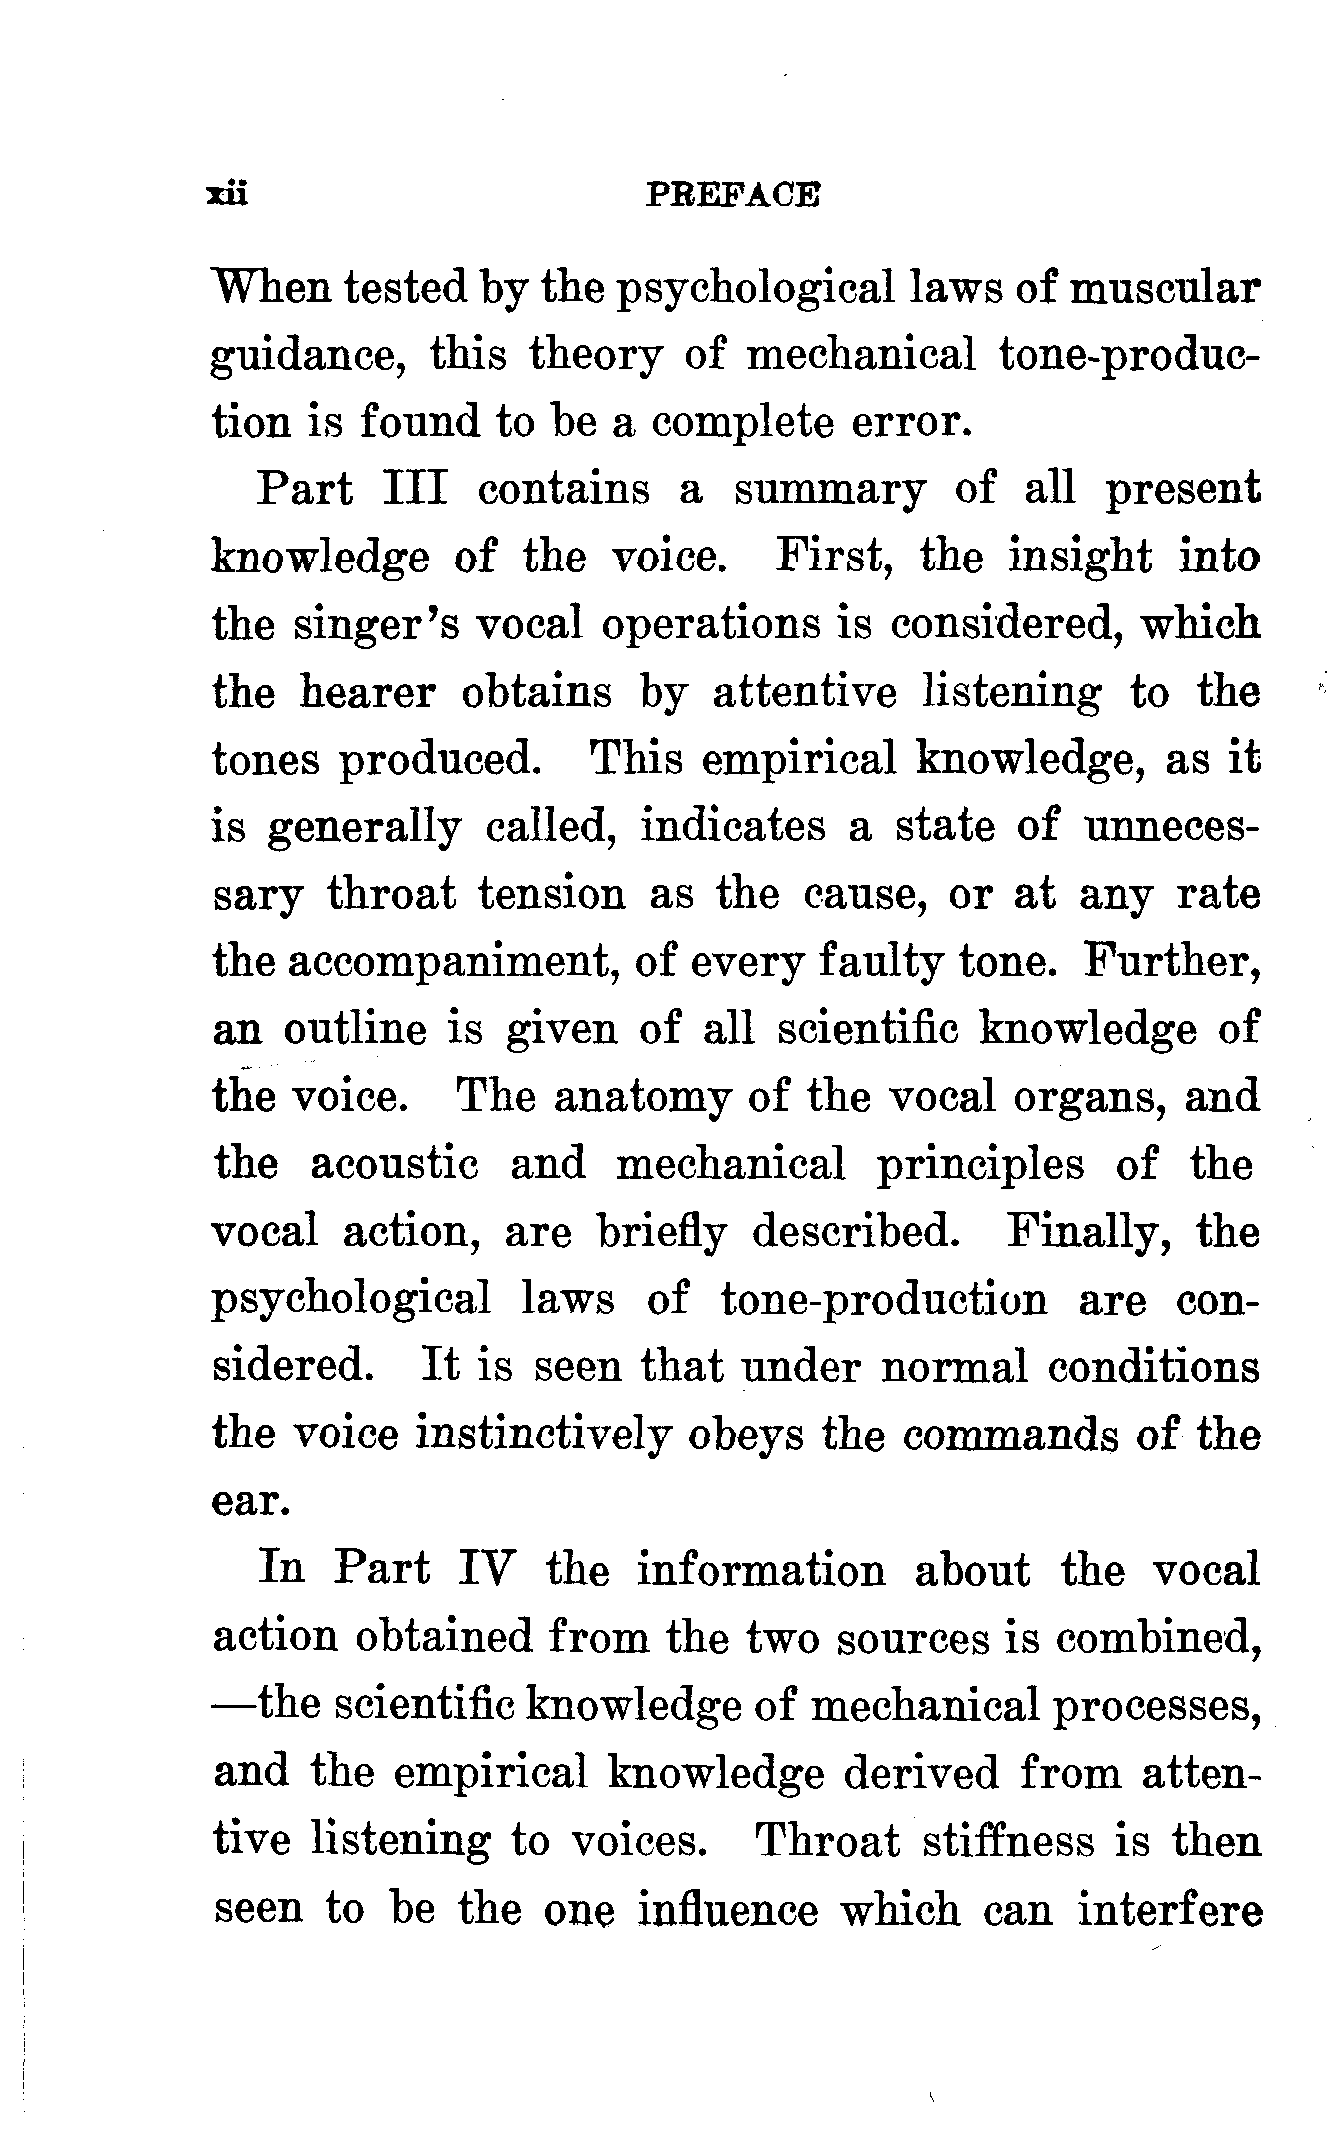 xii PREFACE
When tested by the psychological laws of muscular
guidance, this theory of mechanical tone-produc-
tion is found to be a complete error.
Part III contains a summary of all present
knowledge of the voice. First, the insight into
the singer's vocal operations is considered, which
the hearer obtains by attentive listening to the
tones produced. This empirical knowledge, as it
is generally called, indicates a state of unneces-
sary throat tension as the cause, or at any rate
the accompaniment, of every faulty tone. Further,
an outline is given of all scientific knowledge of
the voice. The anatomy of the vocal organs, and
the acoustic and mechanical principles of the
vocal action, are briefly described. Finally, the
psychological laws of tone-production are con-
sidered. It is seen that under normal conditions
the voice instinctively obeys the commands of the
ear.
In Part IV the information about the vocal
action obtained from the two sources is combined,
—the scientific knowledge of mechanical processes,
and the empirical knowledge derived from atten-
tive listening to voices. Throat stiffness is then
seen to be the one influence which can interfere